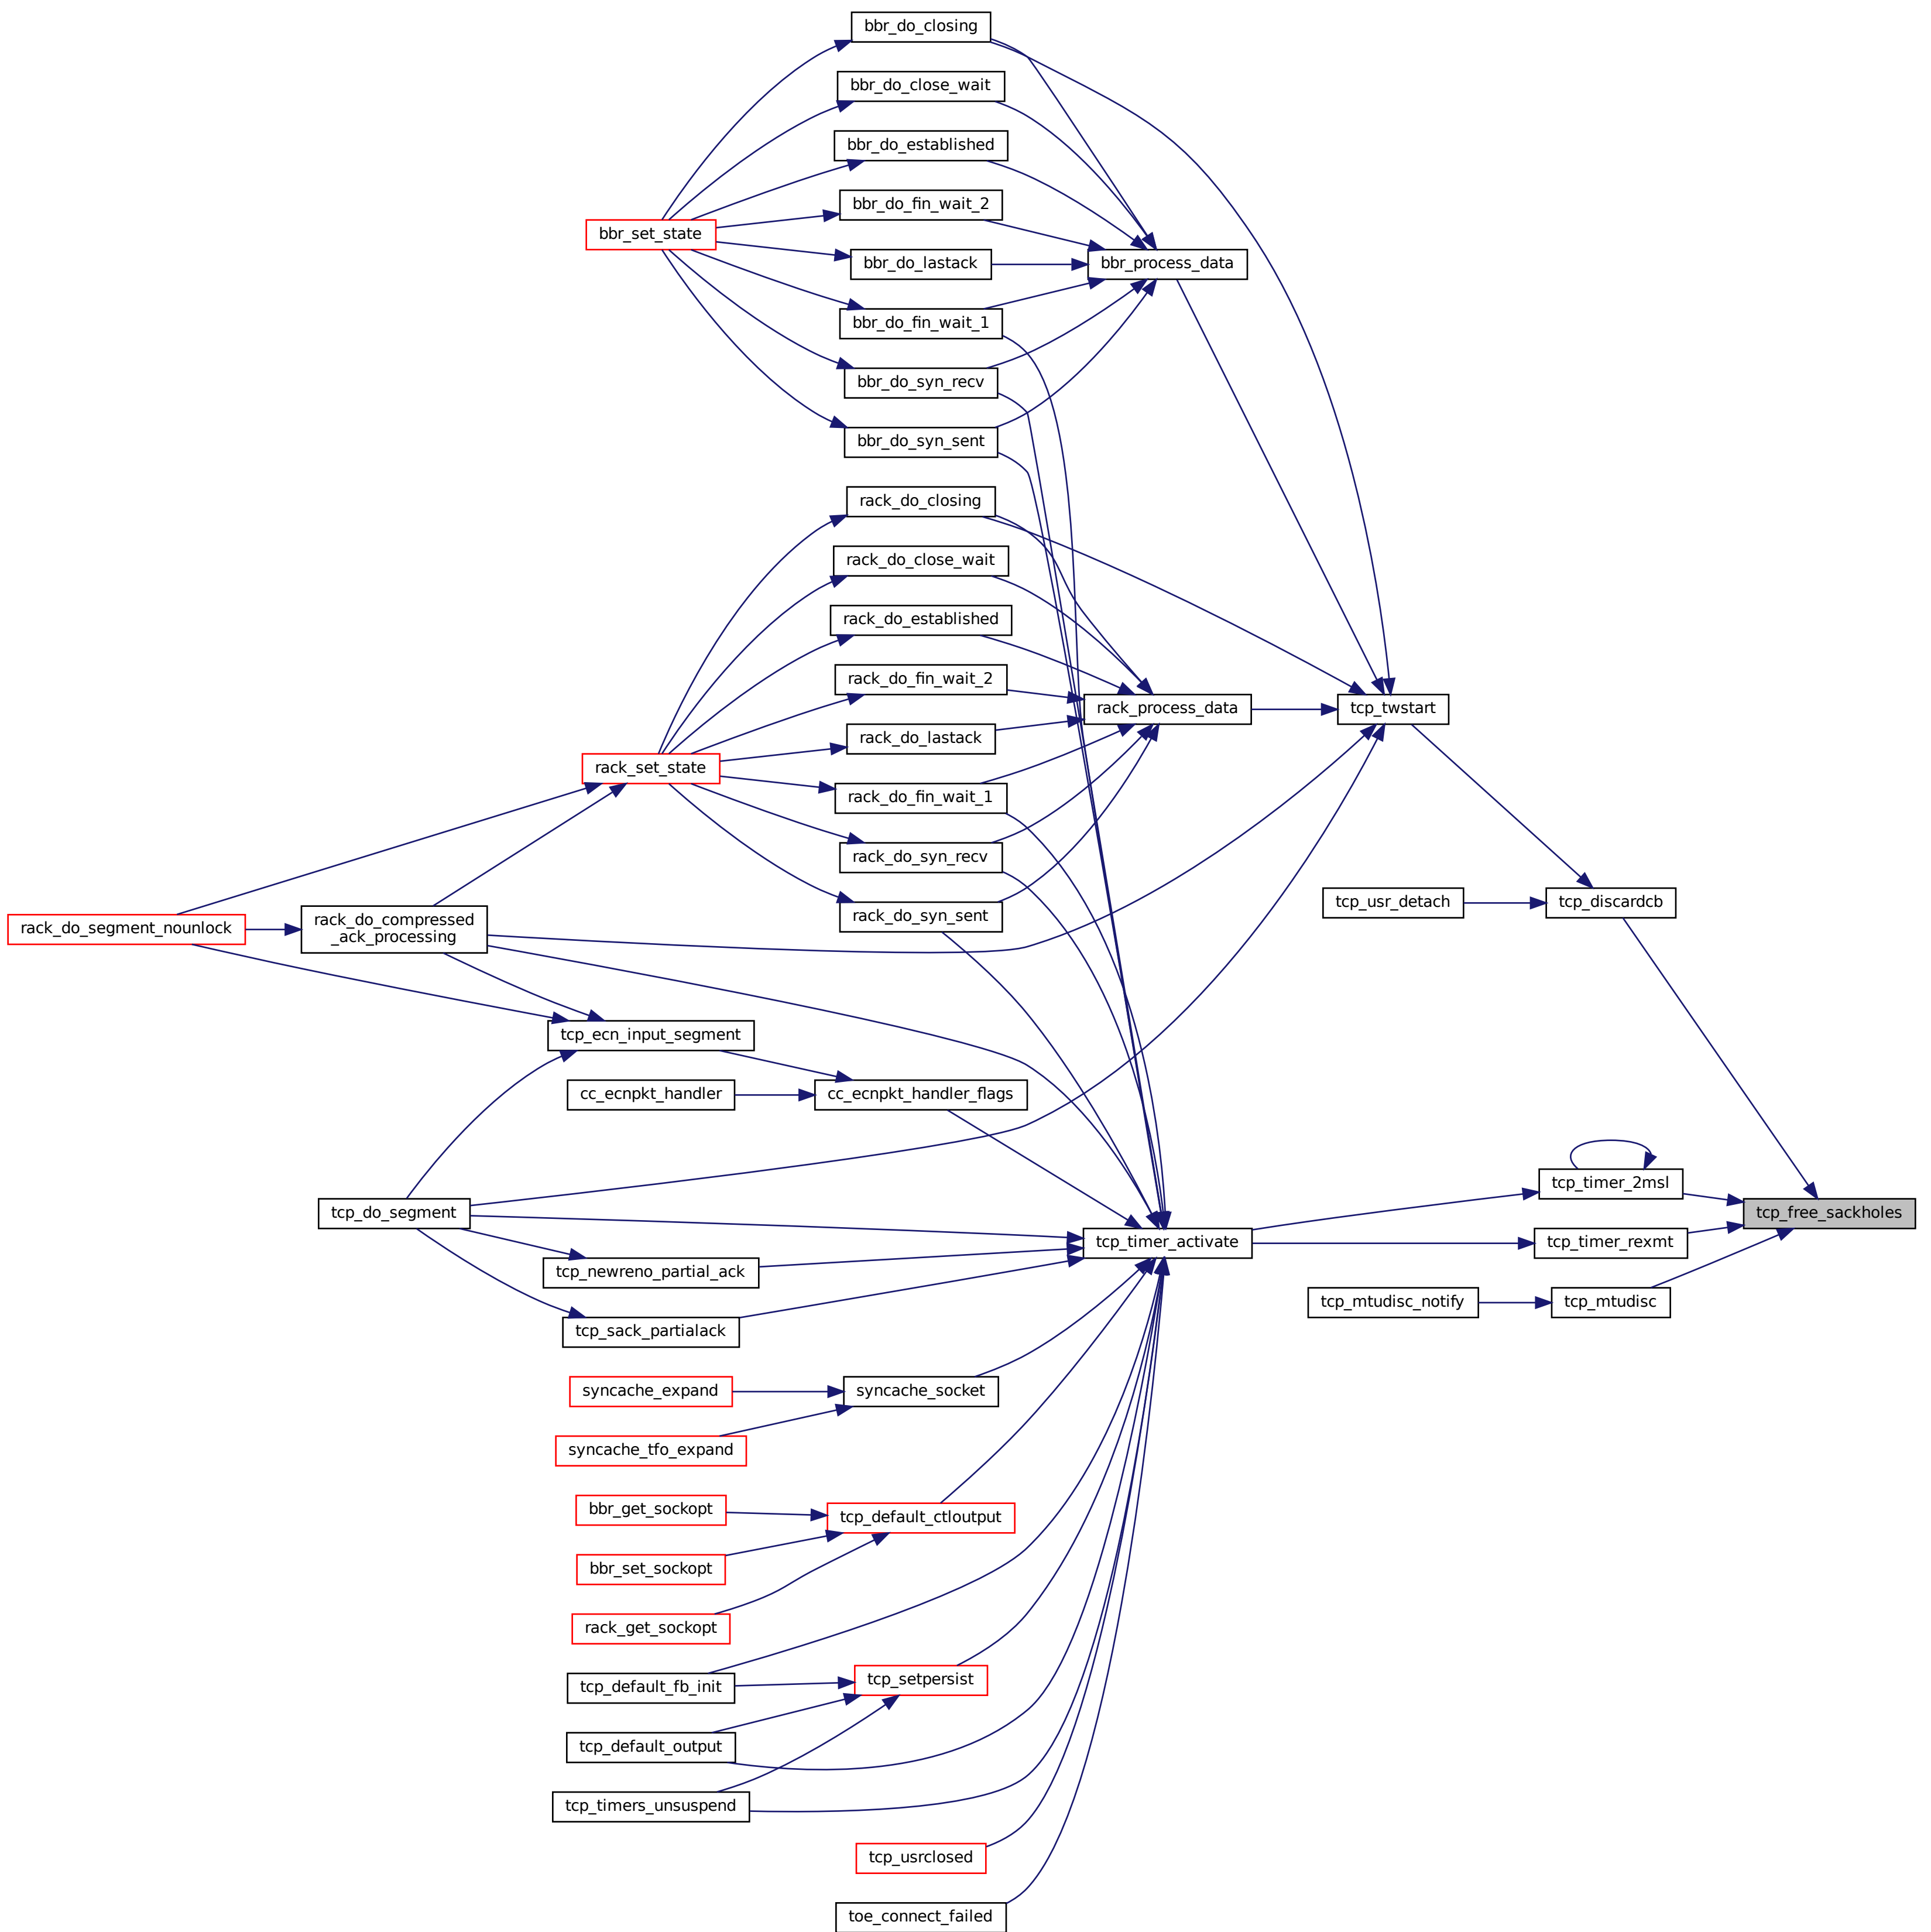 bbr_do_closing
bbr_do_close_wait
bbr_do_established
bbr_do_fin_wait_2
bbr_set_state
bbr_do_lastack
bbr_process_data
bbr_do_fin_wait_1
bbr_do_syn_recv
bbr_do_syn_sent
rack_do_closing
rack_do_close_wait
rack_do_established
rack_do_fin_wait_2
rack_process_data
tcp_twstart
rack_do_lastack
rack_set_state
rack_do_fin_wait_1
rack_do_syn_recv
rack_do_syn_sent
tcp_usr_detach
tcp_discardcb
rack_do_segment_nounlock
rack_do_compressed
_ack_processing
tcp_ecn_input_segment
cc_ecnpkt_handler
cc_ecnpkt_handler_flags
tcp_timer_2msl
tcp_do_segment
tcp_free_sackholes
tcp_timer_activate
tcp_timer_rexmt
tcp_newreno_partial_ack
tcp_mtudisc_notify
tcp_mtudisc
tcp_sack_partialack
syncache_expand
syncache_socket
syncache_tfo_expand
bbr_get_sockopt
tcp_default_ctloutput
bbr_set_sockopt
rack_get_sockopt
tcp_default_fb_init
tcp_setpersist
tcp_default_output
tcp_timers_unsuspend
tcp_usrclosed
toe_connect_failed